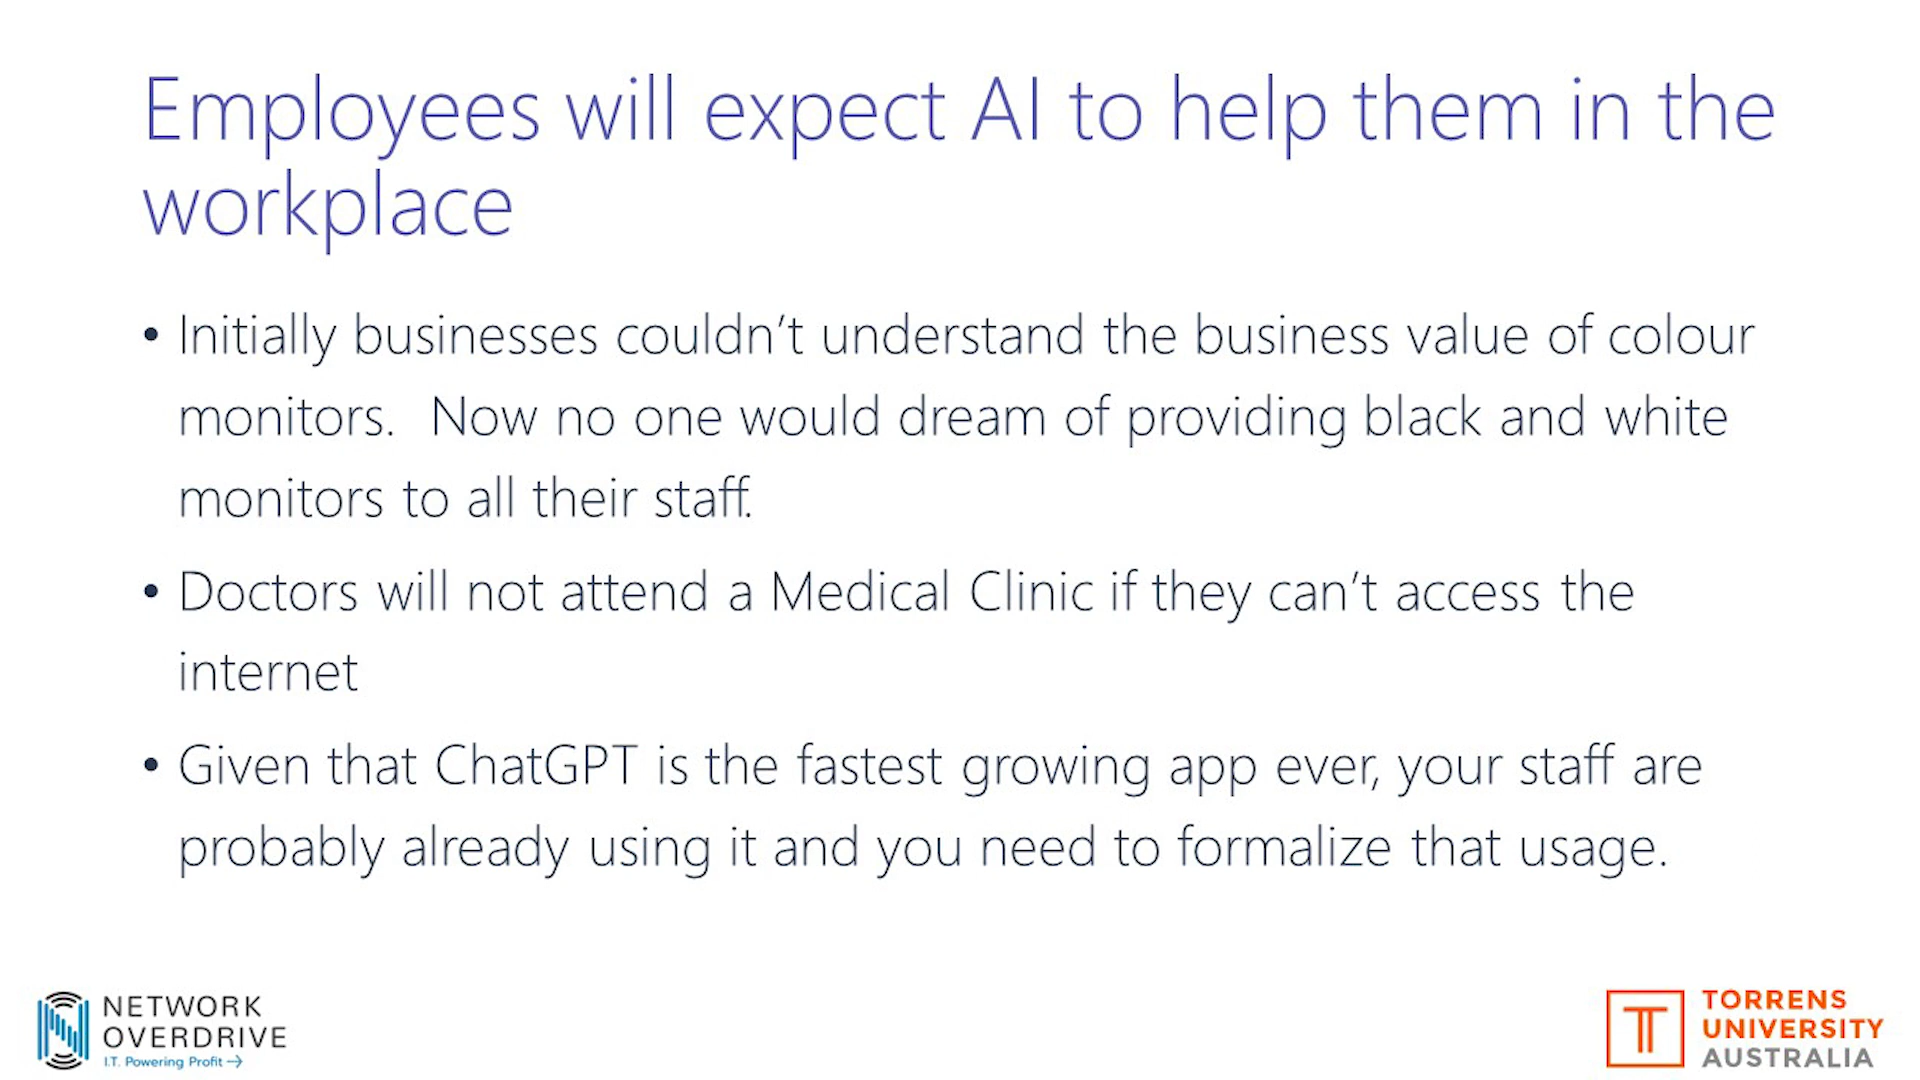 Employees will expect AI to help them in the
workplace
• Initially businesses couldn’t understand the business value of colour
monitors.  Now no one would dream of providing black and white
monitors to all their staff.
• Doctors will not attend a Medical Clinic if they can’t access the
internet
• Given that ChatGPT is the fastest growing app ever, your staff are
probably already using it and you need to formalize that usage.
NETWORK
OVERDRIVE
I.T. Powering Profit →
TORRENS
UNIVERSITY
AUSTRALIA